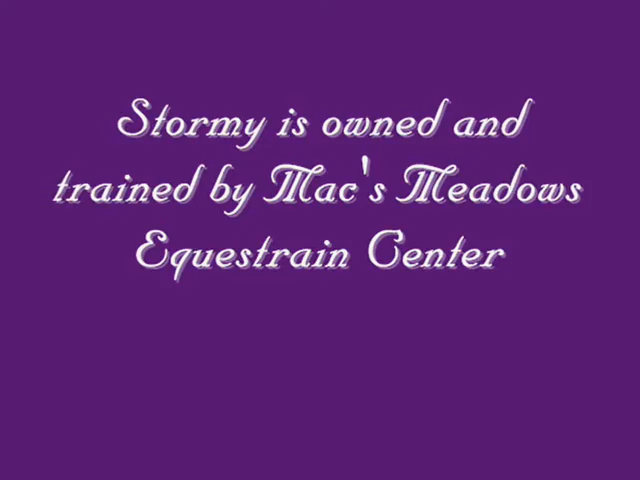 Stormy is owned and
trained by Mac's Meadows
Equestrain Center